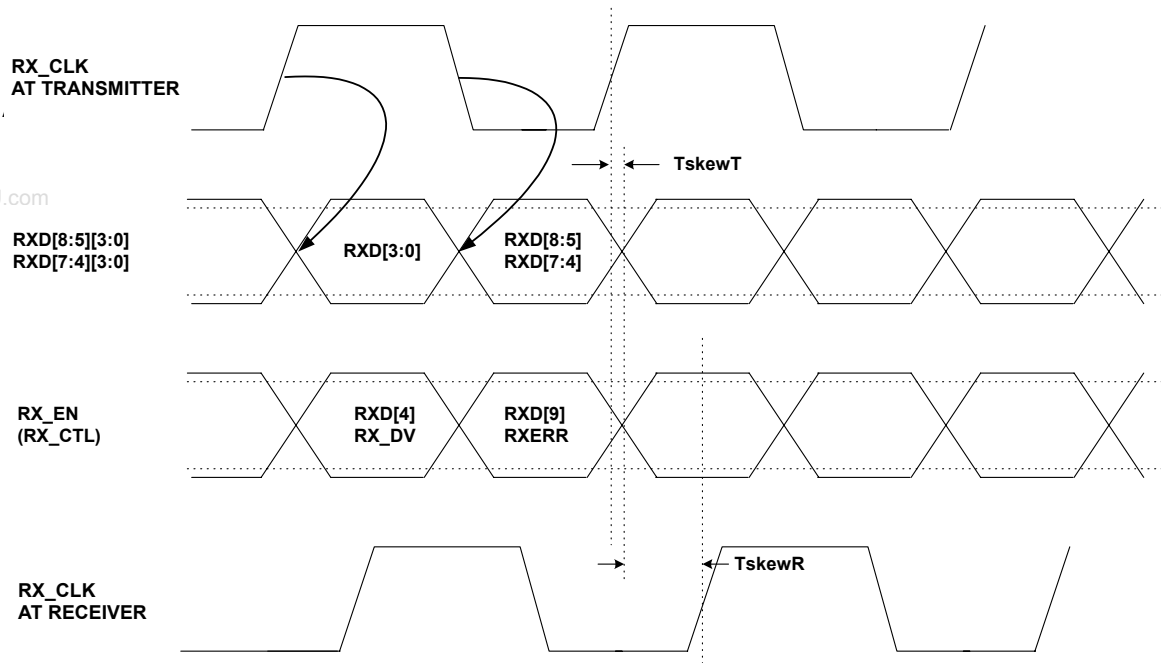 RX_CLK
AT TRANSMITTER
TskewT
.com
RXD[8:5][3:0]
RXD[7:4][3:0]
RXD[3:0]
RXD[8:5]
RXD[7:4]
RX_EN
(RX_CTL)
RXD[4]
RX_DV
RXD[9]
RXERR
TskewR
RX_CLK
AT RECEIVER